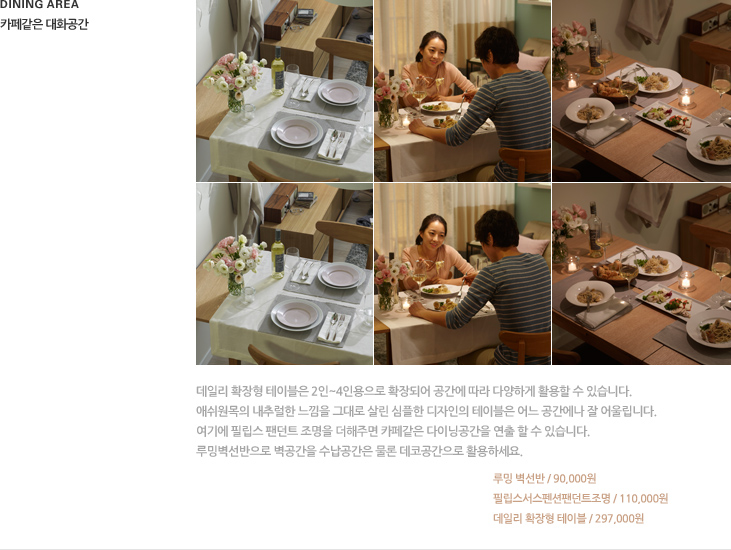 DINING AREA
카페같은 대화공간
데일리 확장형 테이블은 2인~4인용으로 확장되어 공간에 따라 다양하게 활용할 수 있습니다.
애쉬원목의 내추럴한 느낌을 그대로 살린 심플한 디자인의 테이블은 어느 공간에나 잘 어울립니다.
여기에 필립스 팬던트 조명을 더해주면 카페같은 다이닝공간을 연출 할 수 있습니다.
루밍벽선반으로 벽공간을 수납공간은 물론 데코공간으로 활용하세요.
루밍 벽선반 / 90,000원
필립스서스펜션팬던트조명 / 110,000원
데일리 확장형 테이블 / 297,000원